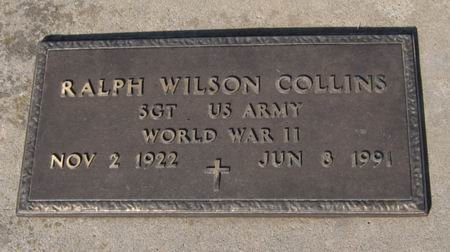 RALPH WILSON COLLINS
SGT US ARMY
WORLD WAR II
NOV 2 1922 JUN 8 1991